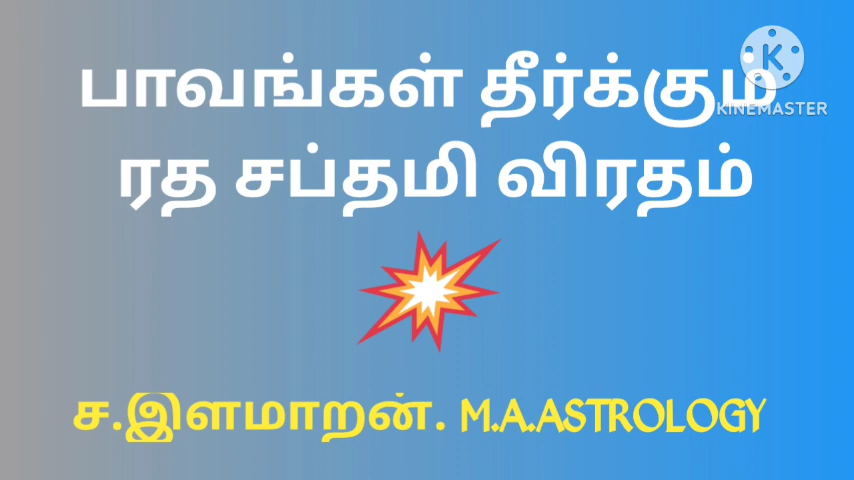 பாவங்கள் தீர்க்கும்
ரத சப்தமி விரதம்
ச.இளமாறன். M.A.ASTROLOGY
K
KINEMASTER